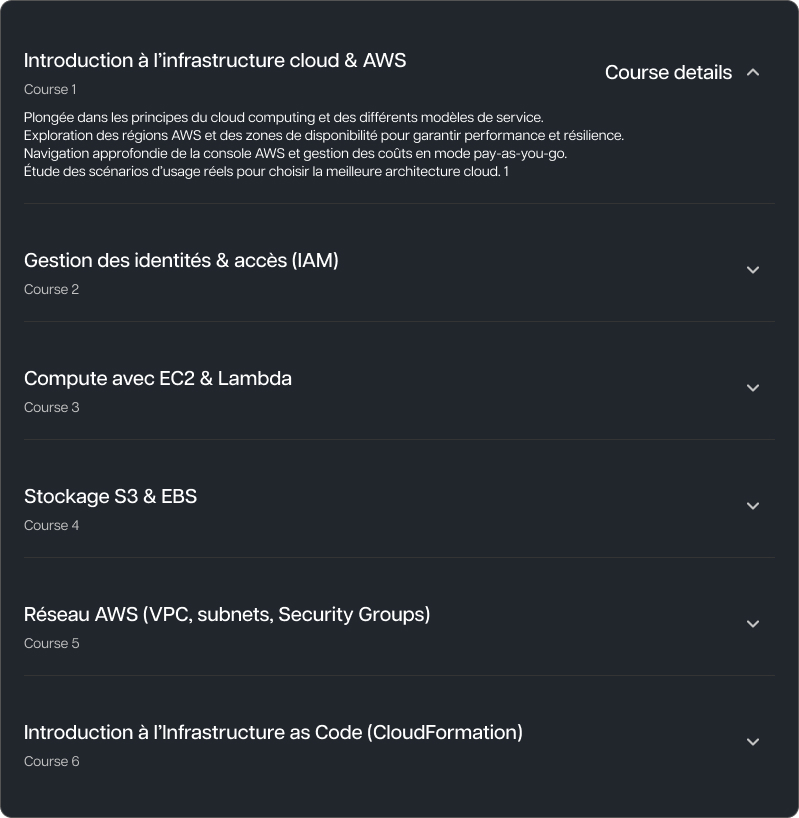 Introduction à l’infrastructure cloud & AWS
Course details
Course 1
Plongée dans les principes du cloud computing et des différents modèles de service.
Exploration des régions AWS et des zones de disponibilité pour garantir performance et résilience.
Navigation approfondie de la console AWS et gestion des coûts en mode pay-as-you-go.
Étude des scénarios d’usage réels pour choisir la meilleure architecture cloud. 1
Gestion des identités & accès (IAM)
Course 2
Compute avec EC2 & Lambda
Course 3
Stockage S3 & EBS
Course 4
Réseau AWS (VPC, subnets, Security Groups)
Course 5
Introduction à l’Infrastructure as Code (CloudFormation)
Course 6